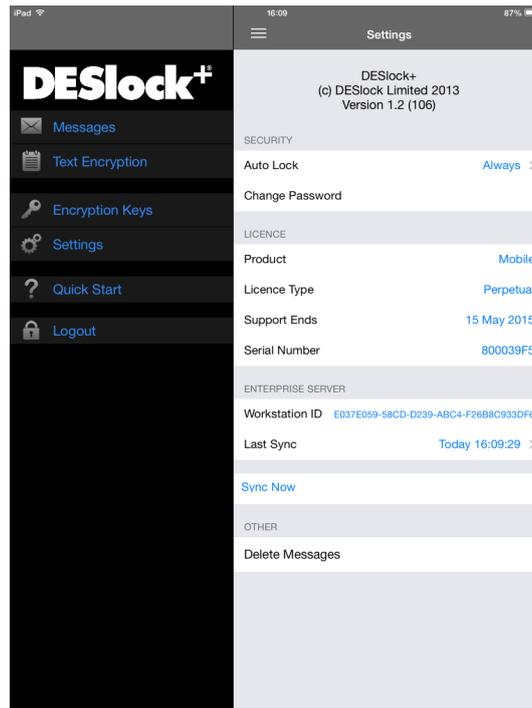 iPad
16:09
87%
Settings
DESlock+®
Messages
Text Encryption
Encryption Keys
Settings
Quick Start
Logout
DESlock+
(c) DESlock Limited 2013
Version 1.2 (106)
SECURITY
Auto Lock Always
Change Password
LICENCE
Product Mobile
Licence Type Perpetual
Support Ends 15 May 2015
Serial Number 800039F5
ENTERPRISE SERVER
Workstation ID E037E059-58CD-D239-ABC4-F26B8C933DF6
Last Sync Today 16:09:29
Sync Now
OTHER
Delete Messages